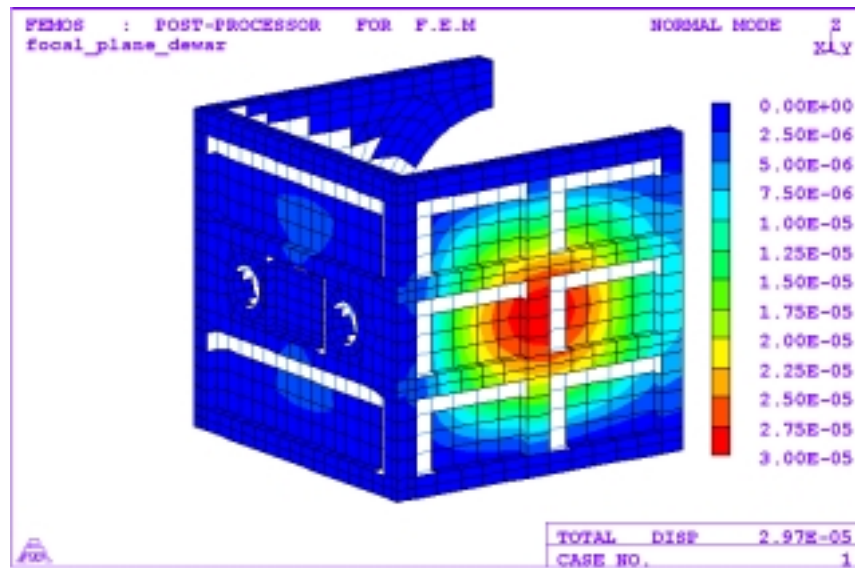 FEMOS : POST-PROCESSOR FOR F.E.M NORMAL MODE Z
focal_plane_dewar X Y
0.00E+00
2.50E-06
5.00E-06
7.50E-06
1.00E-05
1.25E-05
1.50E-05
1.75E-05
2.00E-05
2.25E-05
2.50E-05
2.75E-05
3.00E-05
TOTAL DISP 2.97E-05
CASE NO. 1